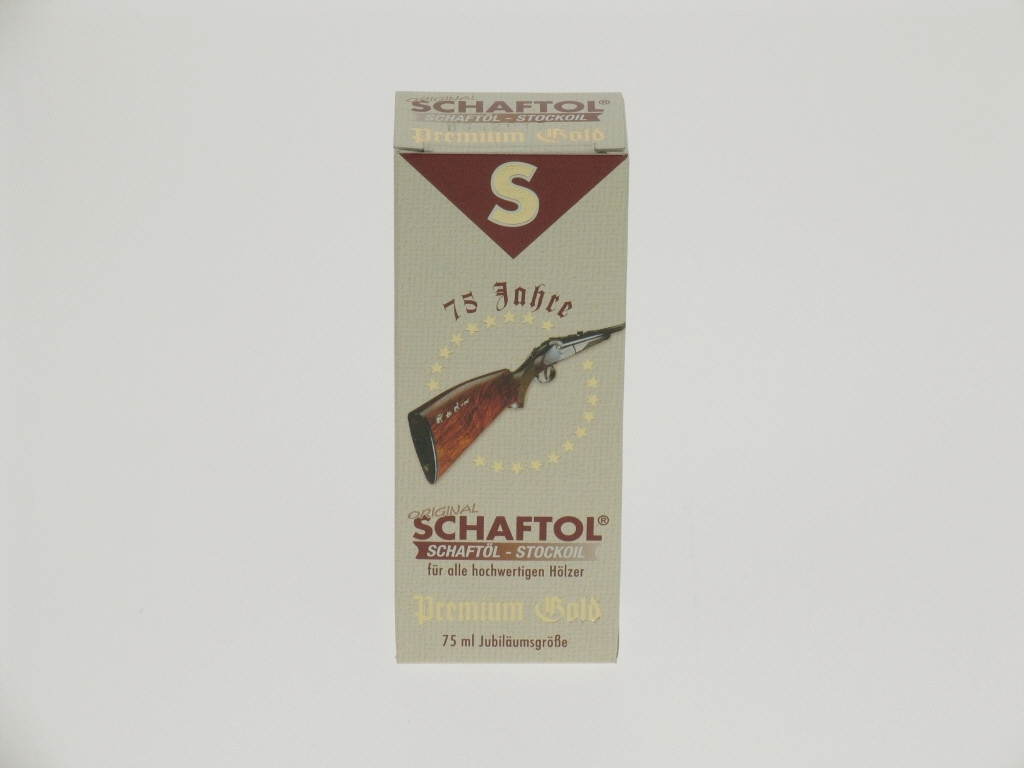 ORIGINAL
SCHAFTOL®
SCHAFTÖL - STOCKOIL
Premium Gold
S
75 Jahre
ORIGINAL
SCHAFTOL®
SCHAFTÖL - STOCKOIL
für alle hochwertigen Hölzer
Premium Gold
75 ml Jubiläumsgröße